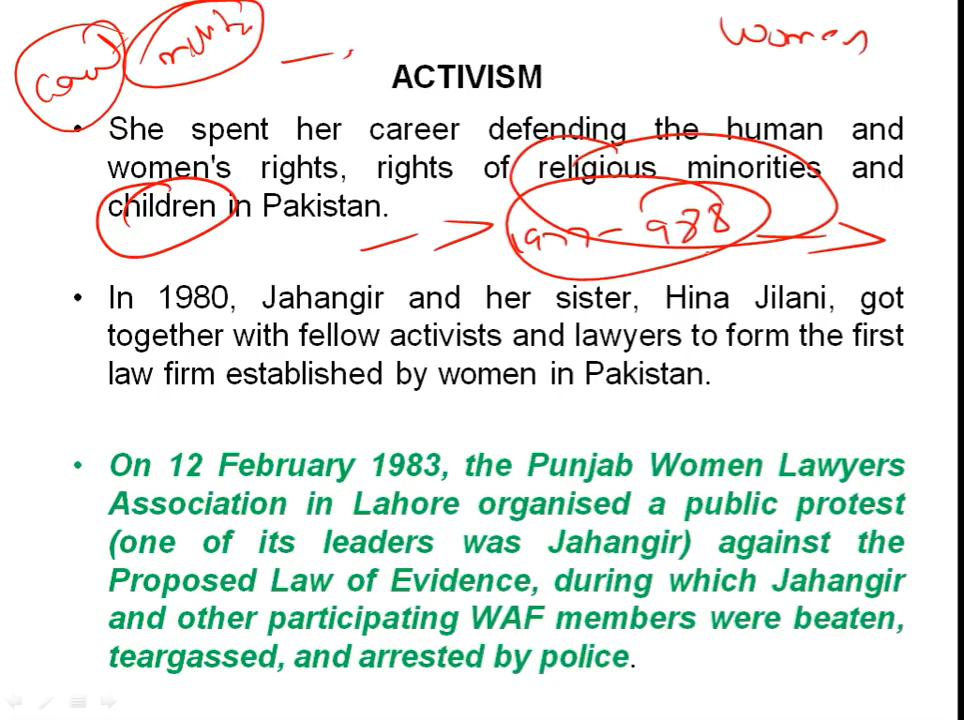 women
ACTIVISM
• She spent her career defending the human and
women's rights, rights of religious minorities and
children in Pakistan.
1977-988
• In 1980, Jahangir and her sister, Hina Jilani, got
together with fellow activists and lawyers to form the first
law firm established by women in Pakistan.
• On 12 February 1983, the Punjab Women Lawyers
Association in Lahore organised a public protest
(one of its leaders was Jahangir) against the
Proposed Law of Evidence, during which Jahangir
and other participating WAF members were beaten,
teargassed, and arrested by police.